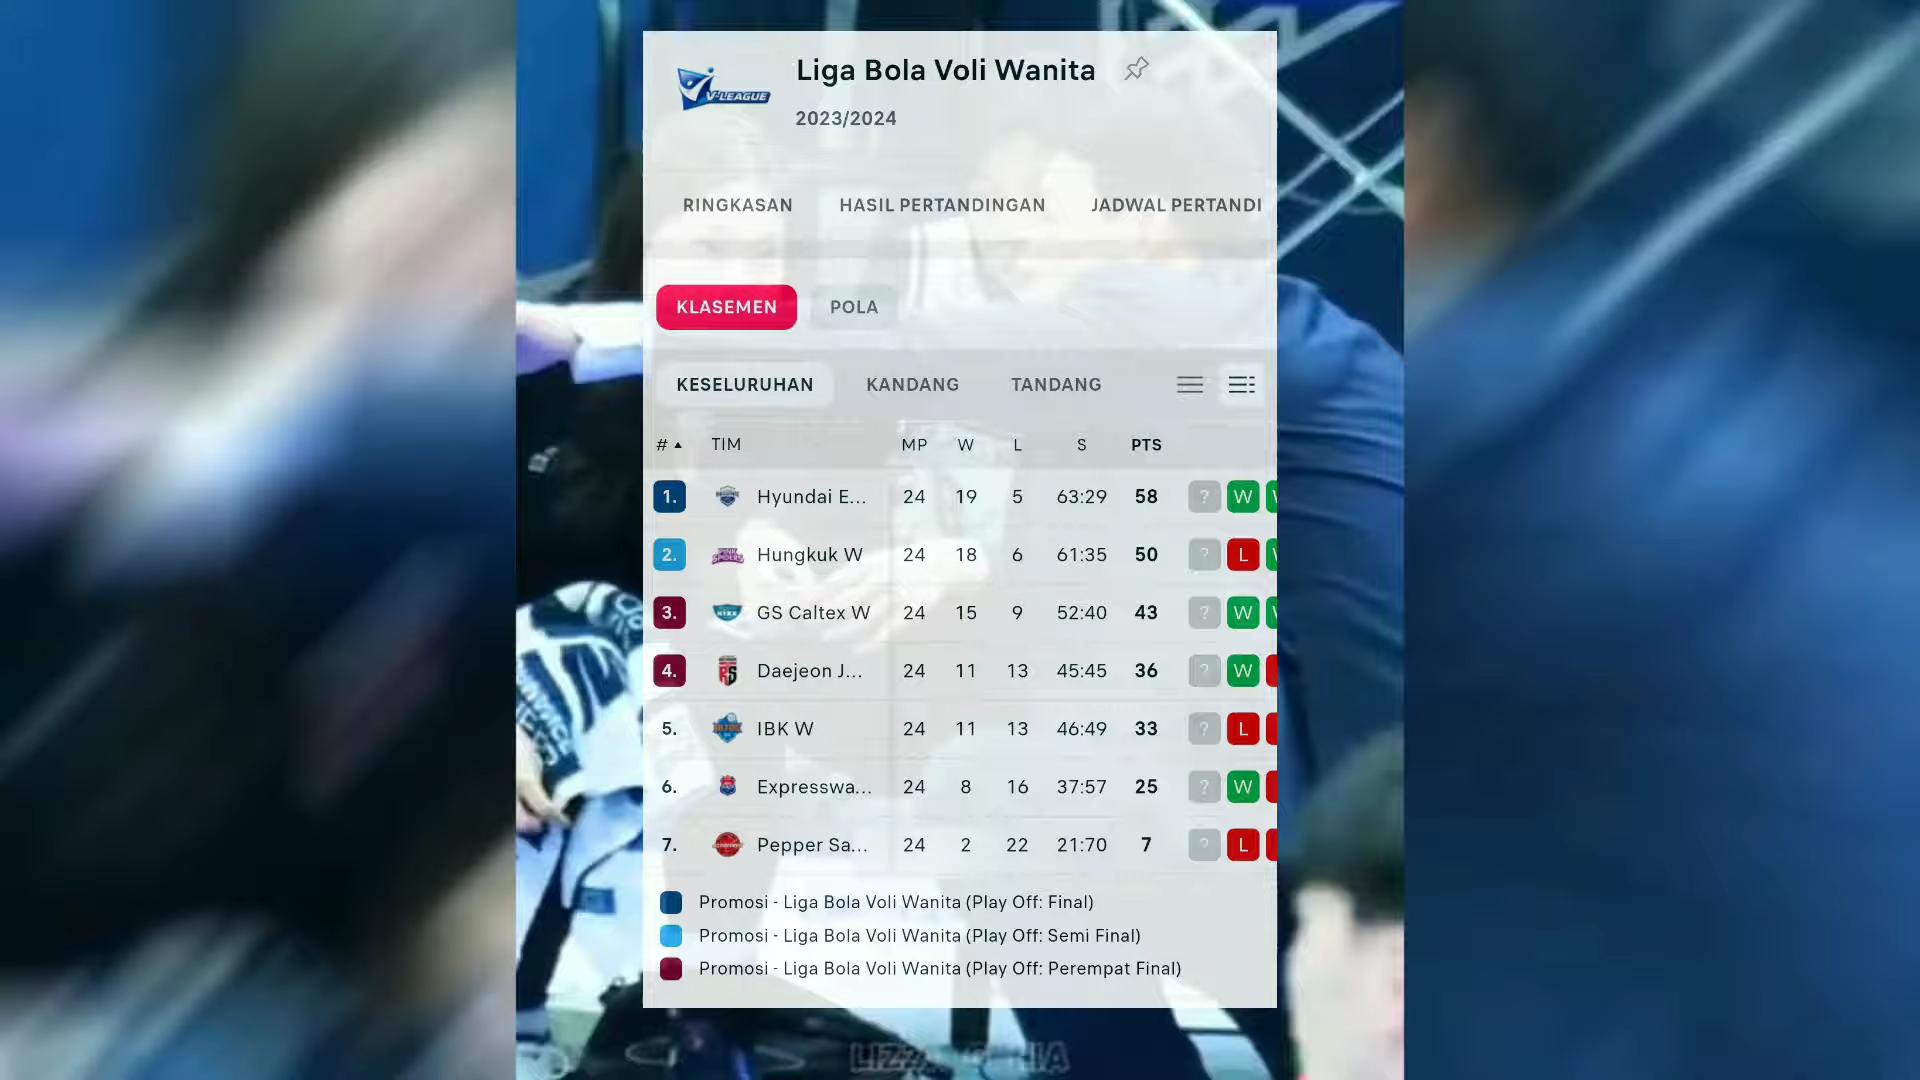 Liga Bola Voli Wanita
V-LEAGUE
2023/2024
RINGKASAN HASIL PERTANDINGAN JADWAL PERTANDI
KLASEMEN POLA
KESELURUHAN KANDANG TANDANG
# TIM MP W L S PTS
1. Hyundai E... 24 19 5 63:29 58 ? W
2. Hungkuk W 24 18 6 61:35 50 ? L
3. GS Caltex W 24 15 9 52:40 43 ? W
4. Daejeon J... 24 11 13 45:45 36 ? W
5. IBK W 24 11 13 46:49 33 ? L
6. Expresswa... 24 8 16 37:57 25 ? W
7. Pepper Sa... 24 2 22 21:70 7 ? L
Promosi - Liga Bola Voli Wanita (Play Off: Final)
Promosi - Liga Bola Voli Wanita (Play Off: Semi Final)
Promosi - Liga Bola Voli Wanita (Play Off: Perempat Final)